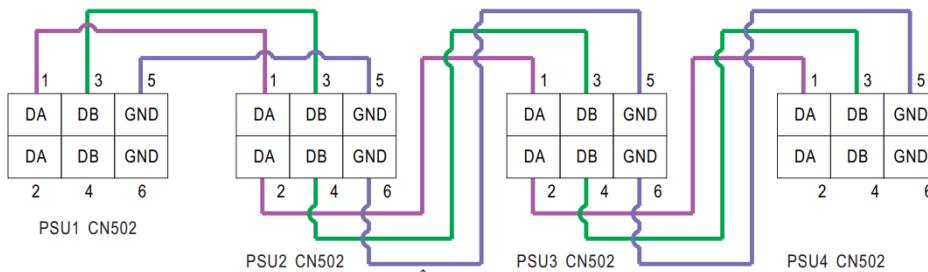 1 3 5 1 3 5 1 3 5 1 3 5
DA DB GND DA DB GND DA DB GND DA DB GND
DA DB GND DA DB GND DA DB GND DA DB GND
2 4 6 2 4 6 2 4 6 2 4 6
PSU1 CN502
PSU2 CN502 PSU3 CN502 PSU4 CN502